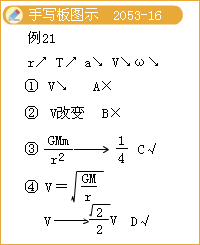 手写板图示 2053-16
例21
r↗ T↗ a↘ V↘ω↘
① V↘ A×
② V改变 B×
③ GMm/r² → 1/4 C√
④ V=√(GM/r)
V → √2/2 V D√